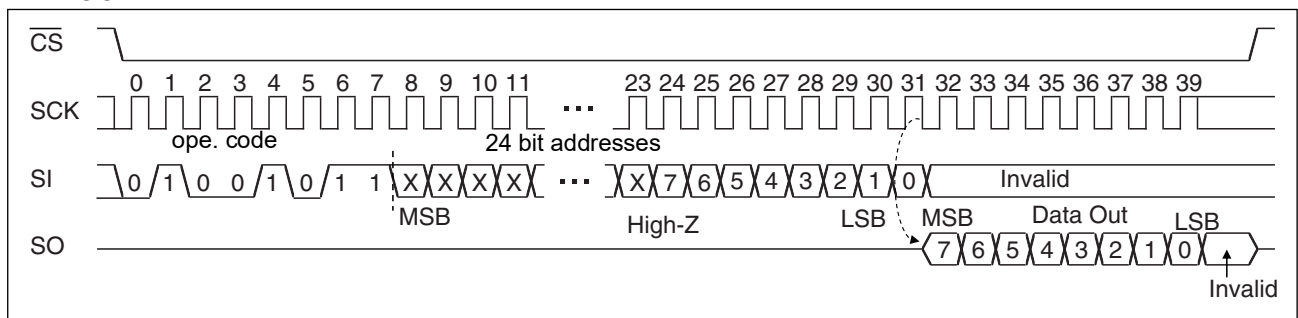 CS
0 1 2 3 4 5 6 7 8 9 10 11 23 24 25 26 27 28 29 30 31 32 33 34 35 36 37 38 39
SCK ...
ope. code 24 bit addresses
SI 0 1 0 0 1 0 1 1 X X X X ... X 7 6 5 4 3 2 1 0 Invalid
MSB High-Z LSB MSB Data Out LSB
SO 7 6 5 4 3 2 1 0
Invalid